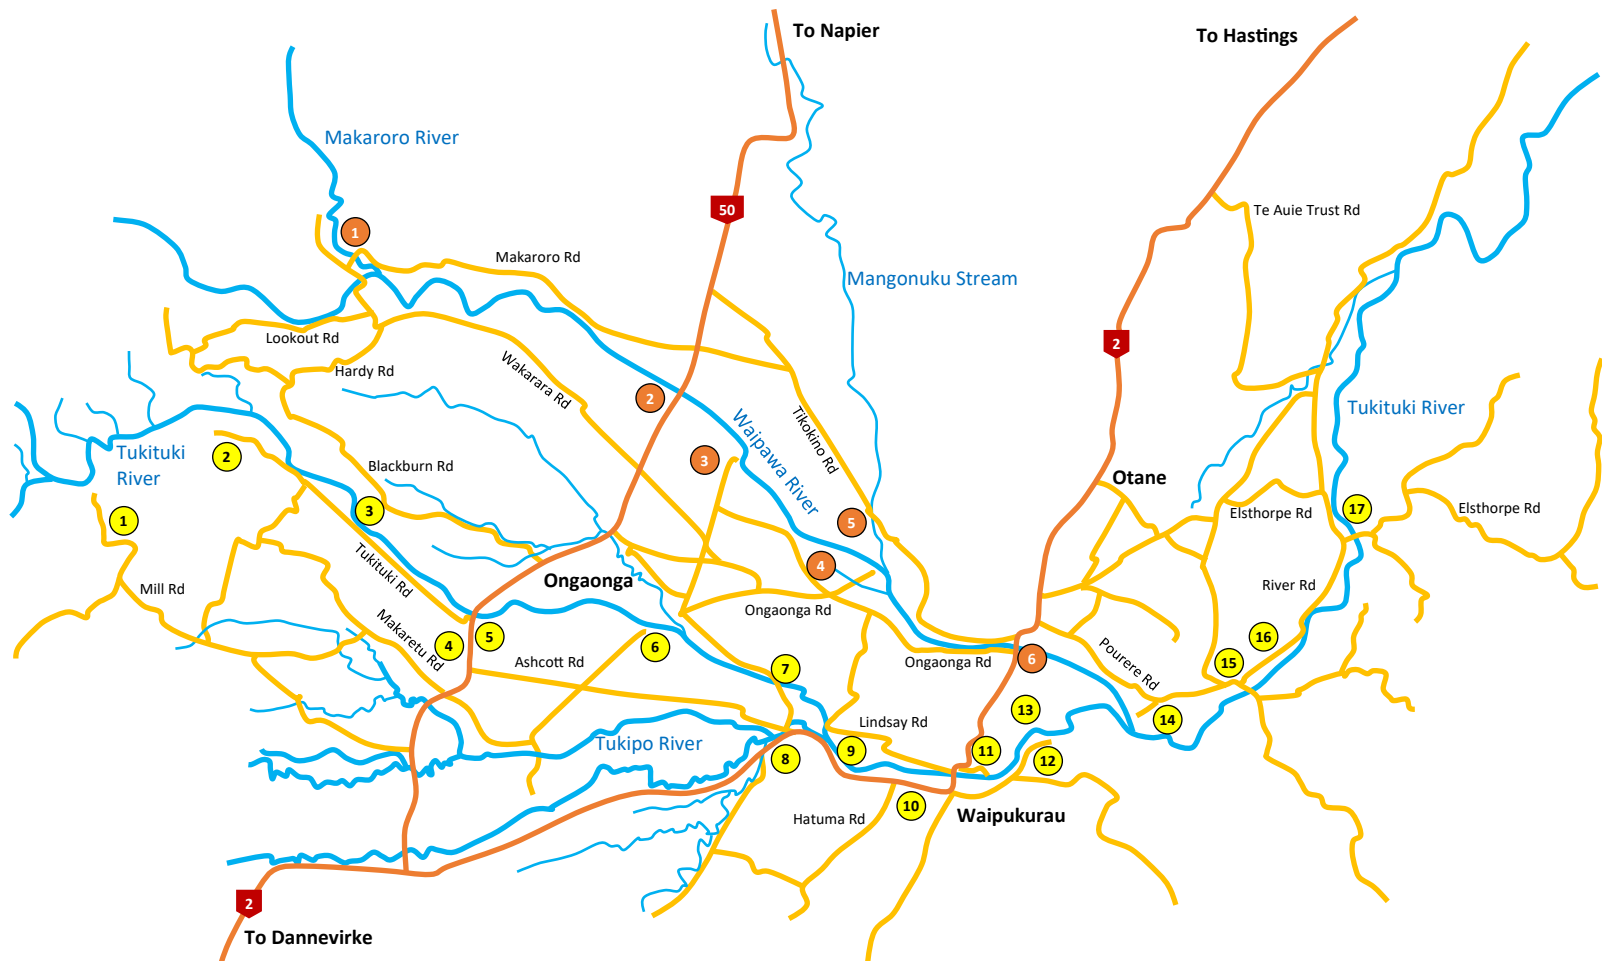 To Napier
To Hastings
Makaroro River
50
Te Auie Trust Rd
1
Makaroro Rd
Mangonuku Stream
Lookout Rd
2
Hardy Rd
Wakarara Rd
2
Tukituki River
Waipawa River
Tikokino Rd
Tukituki
River
2
3
Blackburn Rd
Otane
Elsthorpe Rd
Elsthorpe Rd
17
3
1
5
Tukituki Rd
4
Ongaonga
Mill Rd
River Rd
Ongaonga Rd
Makaretu Rd
4
5
6
Ashcott Rd
7
Ongaonga Rd
6
Pourere Rd
15
16
Lindsay Rd
13
14
Tukipo River
8
9
11
12
10
Hatuma Rd
Waipukurau
2
To Dannevirke